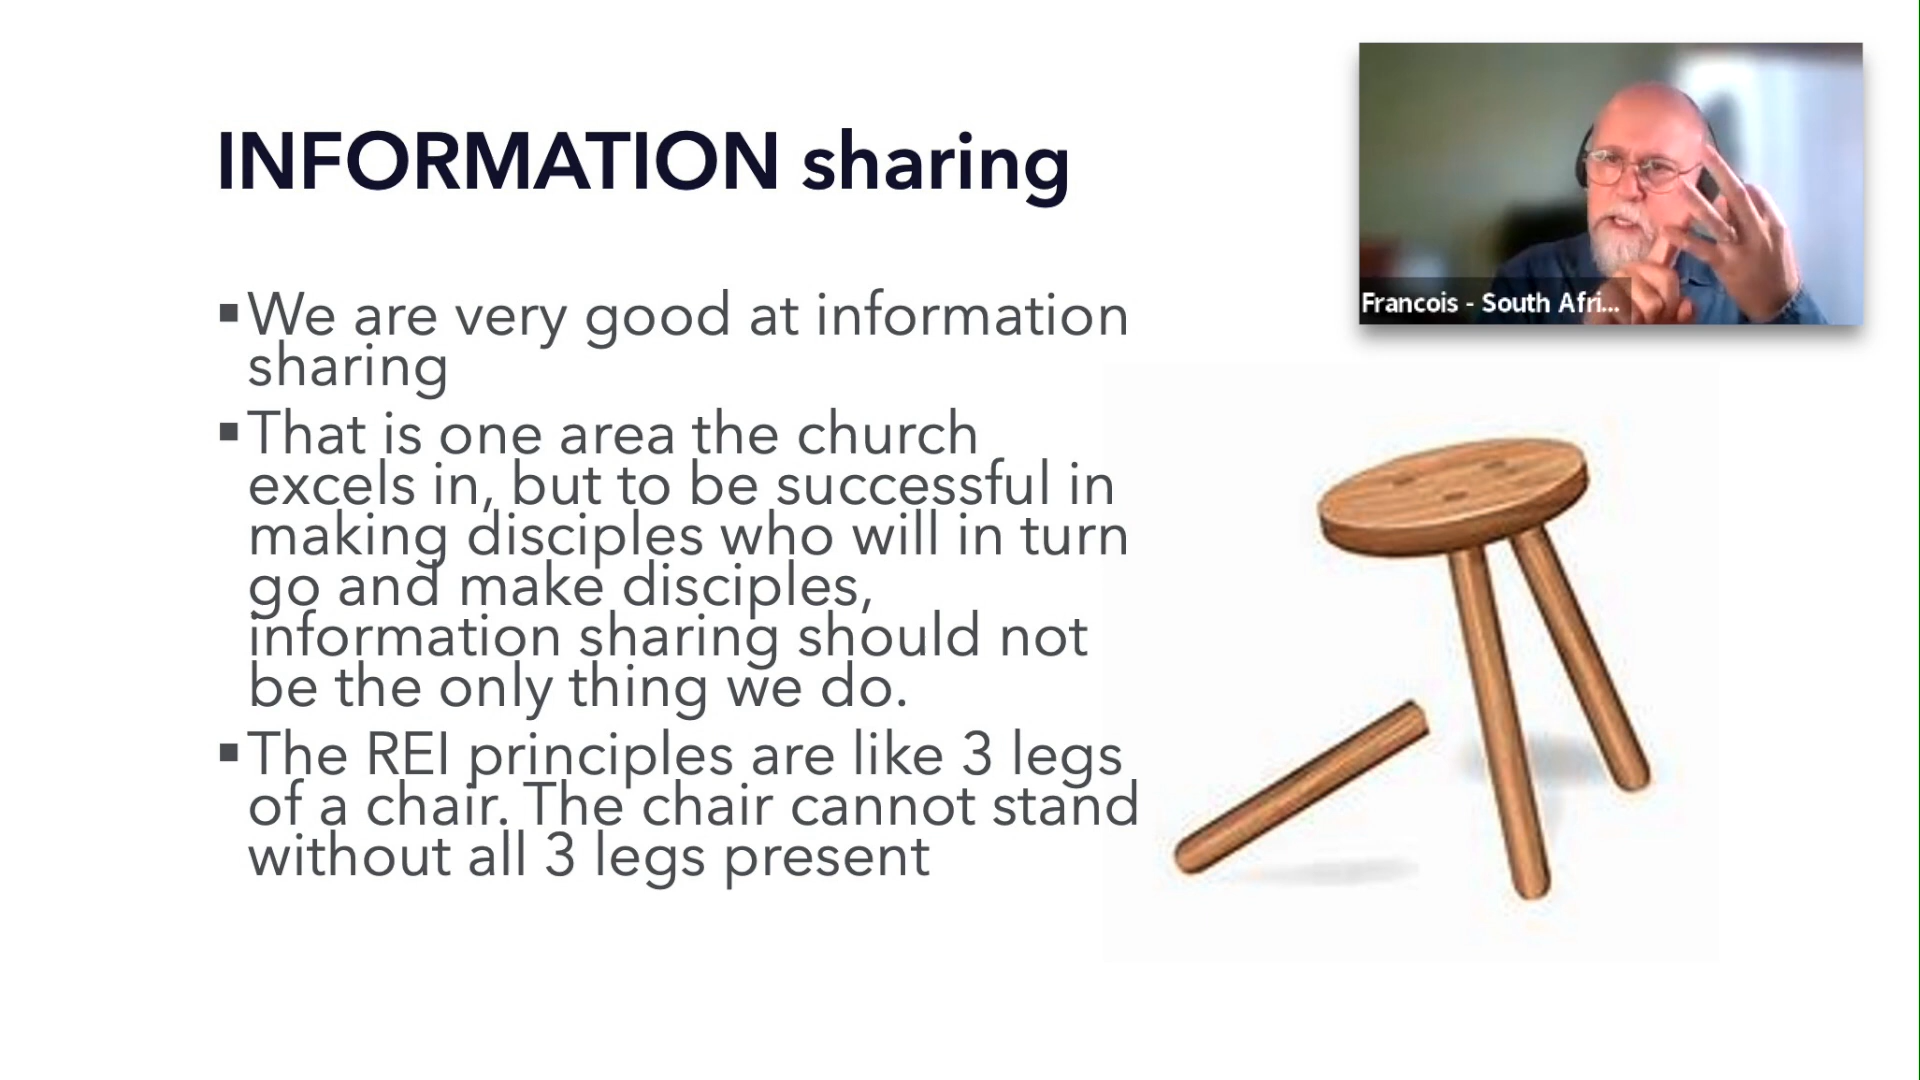 INFORMATION sharing
Francois - South Afri...
▪We are very good at information
sharing
▪That is one area the church
excels in, but to be successful in
making disciples who will in turn
go and make disciples,
information sharing should not
be the only thing we do.
▪The REI principles are like 3 legs
of a chair. The chair cannot stand
without all 3 legs present